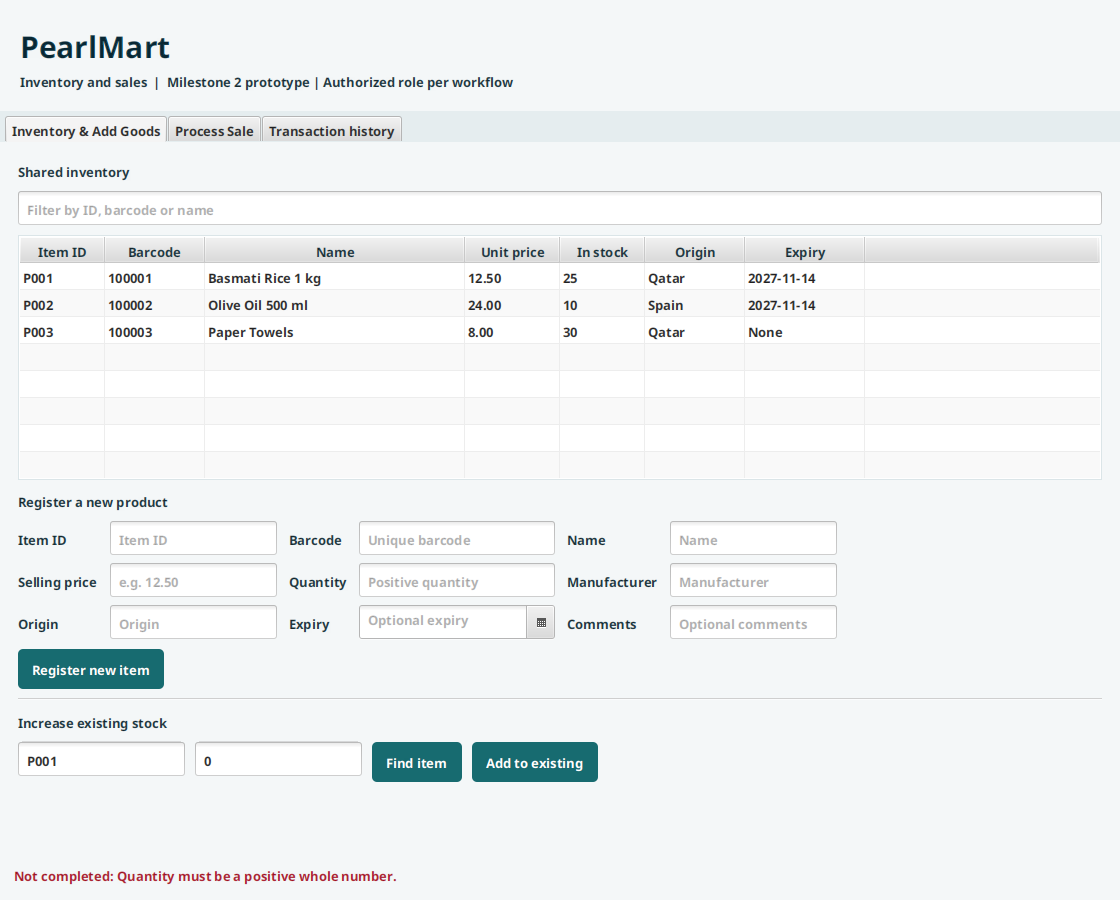 PearlMart
Inventory and sales | Milestone 2 prototype | Authorized role per workflow
Inventory & Add Goods Process Sale Transaction history
Shared inventory
Filter by ID, barcode or name
Item ID Barcode Name Unit price In stock Origin Expiry
P001 100001 Basmati Rice 1 kg 12.50 25 Qatar 2027-11-14
P002 100002 Olive Oil 500 ml 24.00 10 Spain 2027-11-14
P003 100003 Paper Towels 8.00 30 Qatar None
Register a new product
Item ID Item ID Barcode Unique barcode Name Name
Selling price e.g. 12.50 Quantity Positive quantity Manufacturer Manufacturer
Origin Origin Expiry Optional expiry Comments Optional comments
Register new item
Increase existing stock
P001 0 Find item Add to existing
Not completed: Quantity must be a positive whole number.